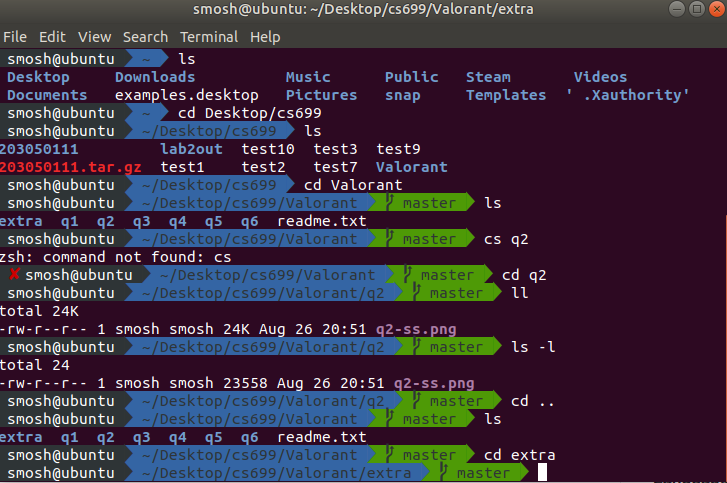 smosh@ubuntu: ~/Desktop/cs699/Valorant/extra
File Edit View Search Terminal Help
smosh@ubuntu ~ ls
Desktop Downloads Music Public Steam Videos
Documents examples.desktop Pictures snap Templates ' .Xauthority'
smosh@ubuntu ~ cd Desktop/cs699
smosh@ubuntu ~/Desktop/cs699 ls
203050111 lab2out test10 test3 test9
203050111.tar.gz test1 test2 test7 Valorant
smosh@ubuntu ~/Desktop/cs699 cd Valorant
smosh@ubuntu ~/Desktop/cs699/Valorant master ls
extra q1 q2 q3 q4 q5 q6 readme.txt
smosh@ubuntu ~/Desktop/cs699/Valorant master cs q2
zsh: command not found: cs
✘ smosh@ubuntu ~/Desktop/cs699/Valorant master cd q2
smosh@ubuntu ~/Desktop/cs699/Valorant/q2 master ll
total 24K
-rw-r--r-- 1 smosh smosh 24K Aug 26 20:51 q2-ss.png
smosh@ubuntu ~/Desktop/cs699/Valorant/q2 master ls -l
total 24
-rw-r--r-- 1 smosh smosh 23558 Aug 26 20:51 q2-ss.png
smosh@ubuntu ~/Desktop/cs699/Valorant/q2 master cd ..
smosh@ubuntu ~/Desktop/cs699/Valorant master ls
extra q1 q2 q3 q4 q5 q6 readme.txt
smosh@ubuntu ~/Desktop/cs699/Valorant master cd extra
smosh@ubuntu ~/Desktop/cs699/Valorant/extra master